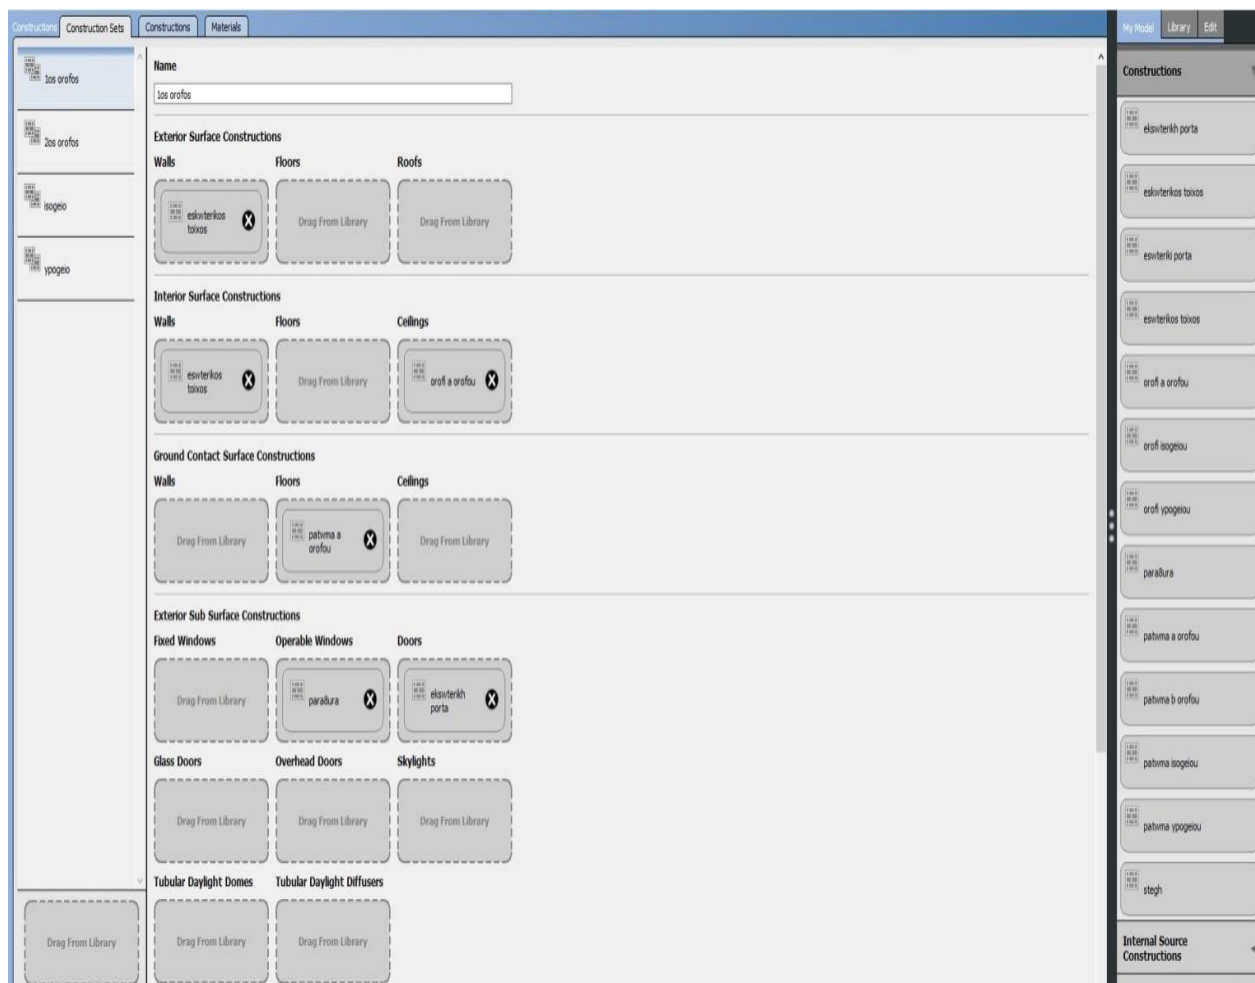 Constructions
Construction Sets
Constructions
Materials
My Model
Library
Edit
1os orofos
2os orofos
isogeio
ypogeio
Drag From Library
Name
1os orofos
Exterior Surface Constructions
Walls
Floors
Roofs
eskwterikos
toixos
Drag From Library
Drag From Library
Interior Surface Constructions
Walls
Floors
Ceilings
eswterikos
toixos
Drag From Library
orofi a orofou
Ground Contact Surface Constructions
Walls
Floors
Ceilings
Drag From Library
patwma a
orofou
Drag From Library
Exterior Sub Surface Constructions
Fixed Windows
Operable Windows
Doors
Drag From Library
para8ura
ekswterikh
porta
Glass Doors
Overhead Doors
Skylights
Drag From Library
Drag From Library
Drag From Library
Tubular Daylight Domes
Tubular Daylight Diffusers
Drag From Library
Drag From Library
Constructions
ekswterikh porta
eskwterikos toixos
eswteriki porta
eswterikos toixos
orofi a orofou
orofi isogeiou
orofi ypogeiou
para8ura
patwma a orofou
patwma b orofou
patwma isogeiou
patwma ypogeiou
stegh
Internal Source
Constructions